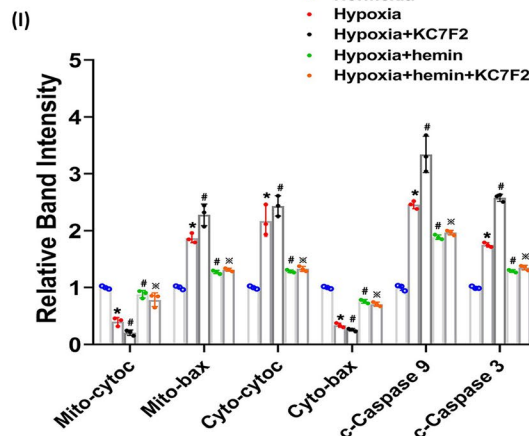 (I)
Hypoxia
Hypoxia+KC7F2
Hypoxia+hemin
Hypoxia+hemin+KC7F2
Relative Band Intensity
5
4
3
2
1
0
* # # ※
* # # ※
* # # ※
* # # ※
* # # ※
* # # ※
Mito-cytoc
Mito-bax
Cyto-cytoc
Cyto-bax
c-Caspase 9
c-Caspase 3